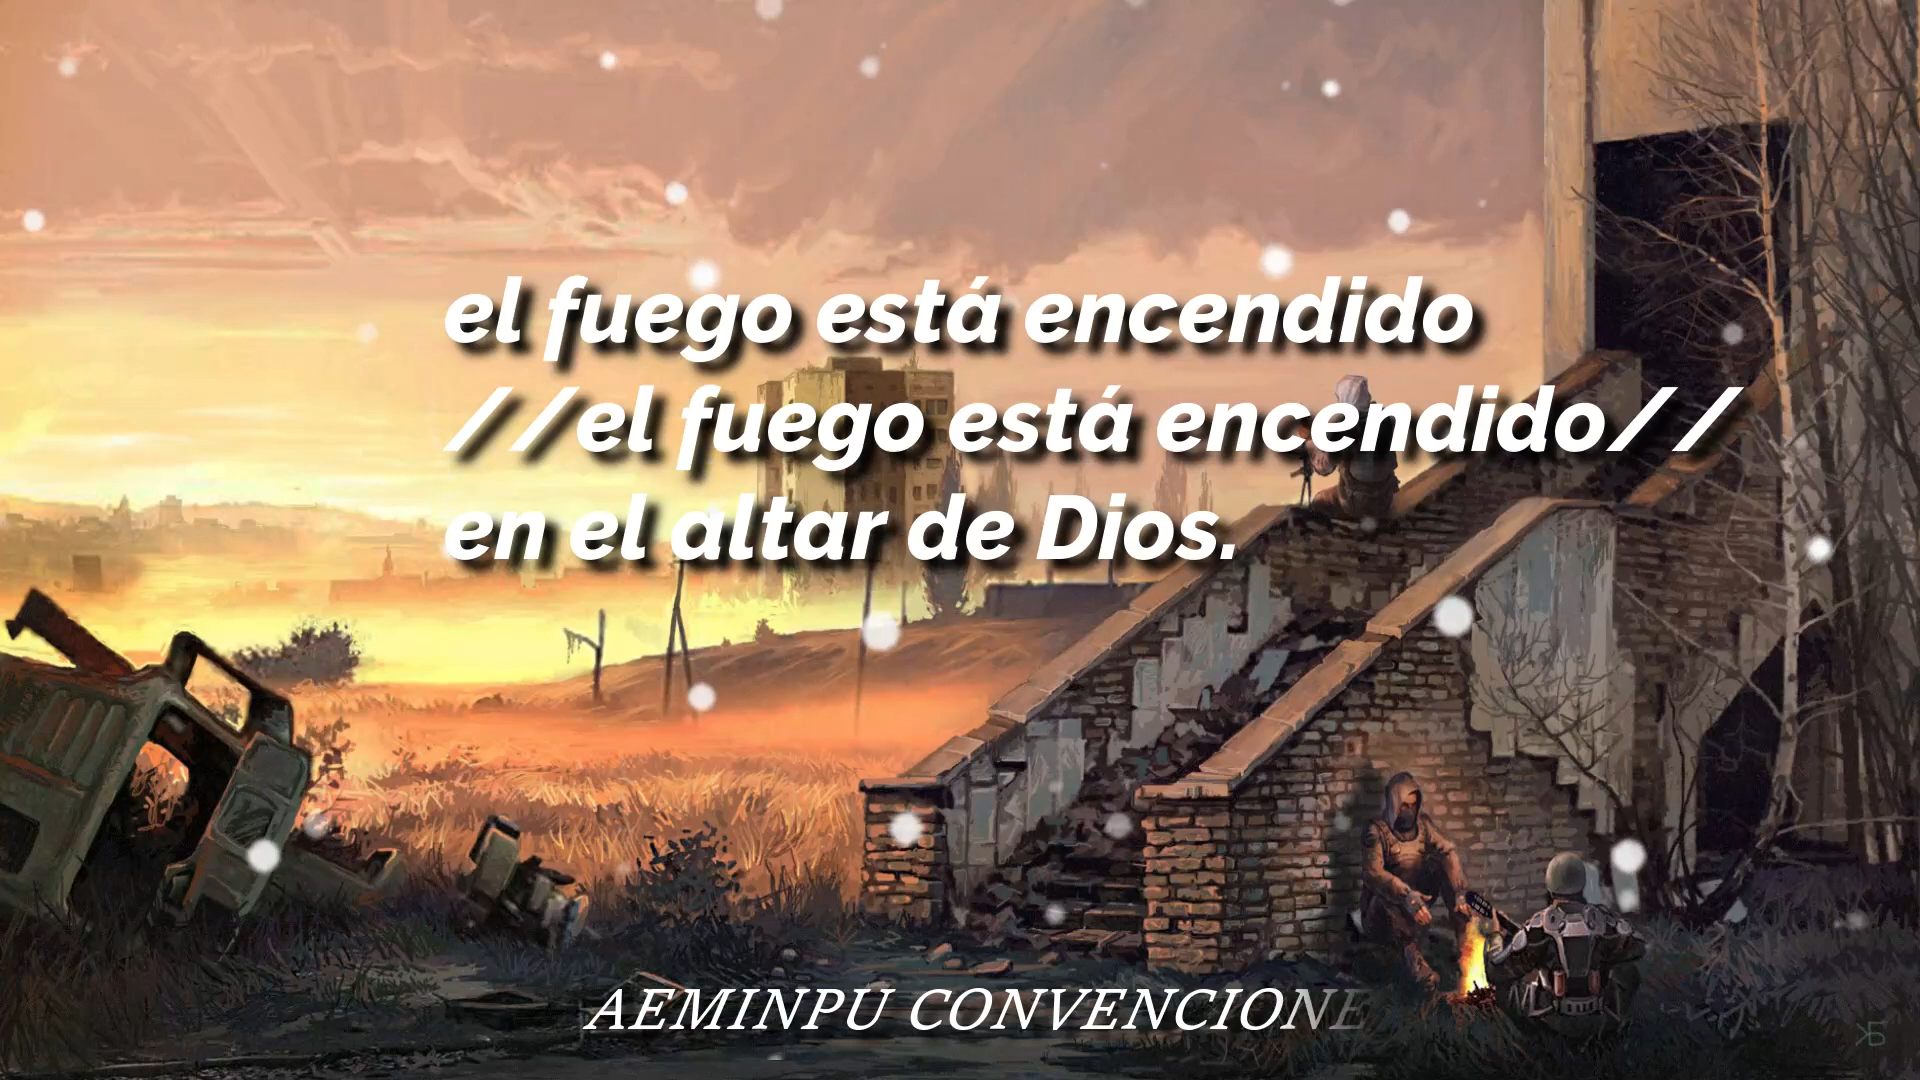 el fuego está encendido
//el fuego está encendido//
en el altar de Dios.
AEMINPU CONVENCIONE